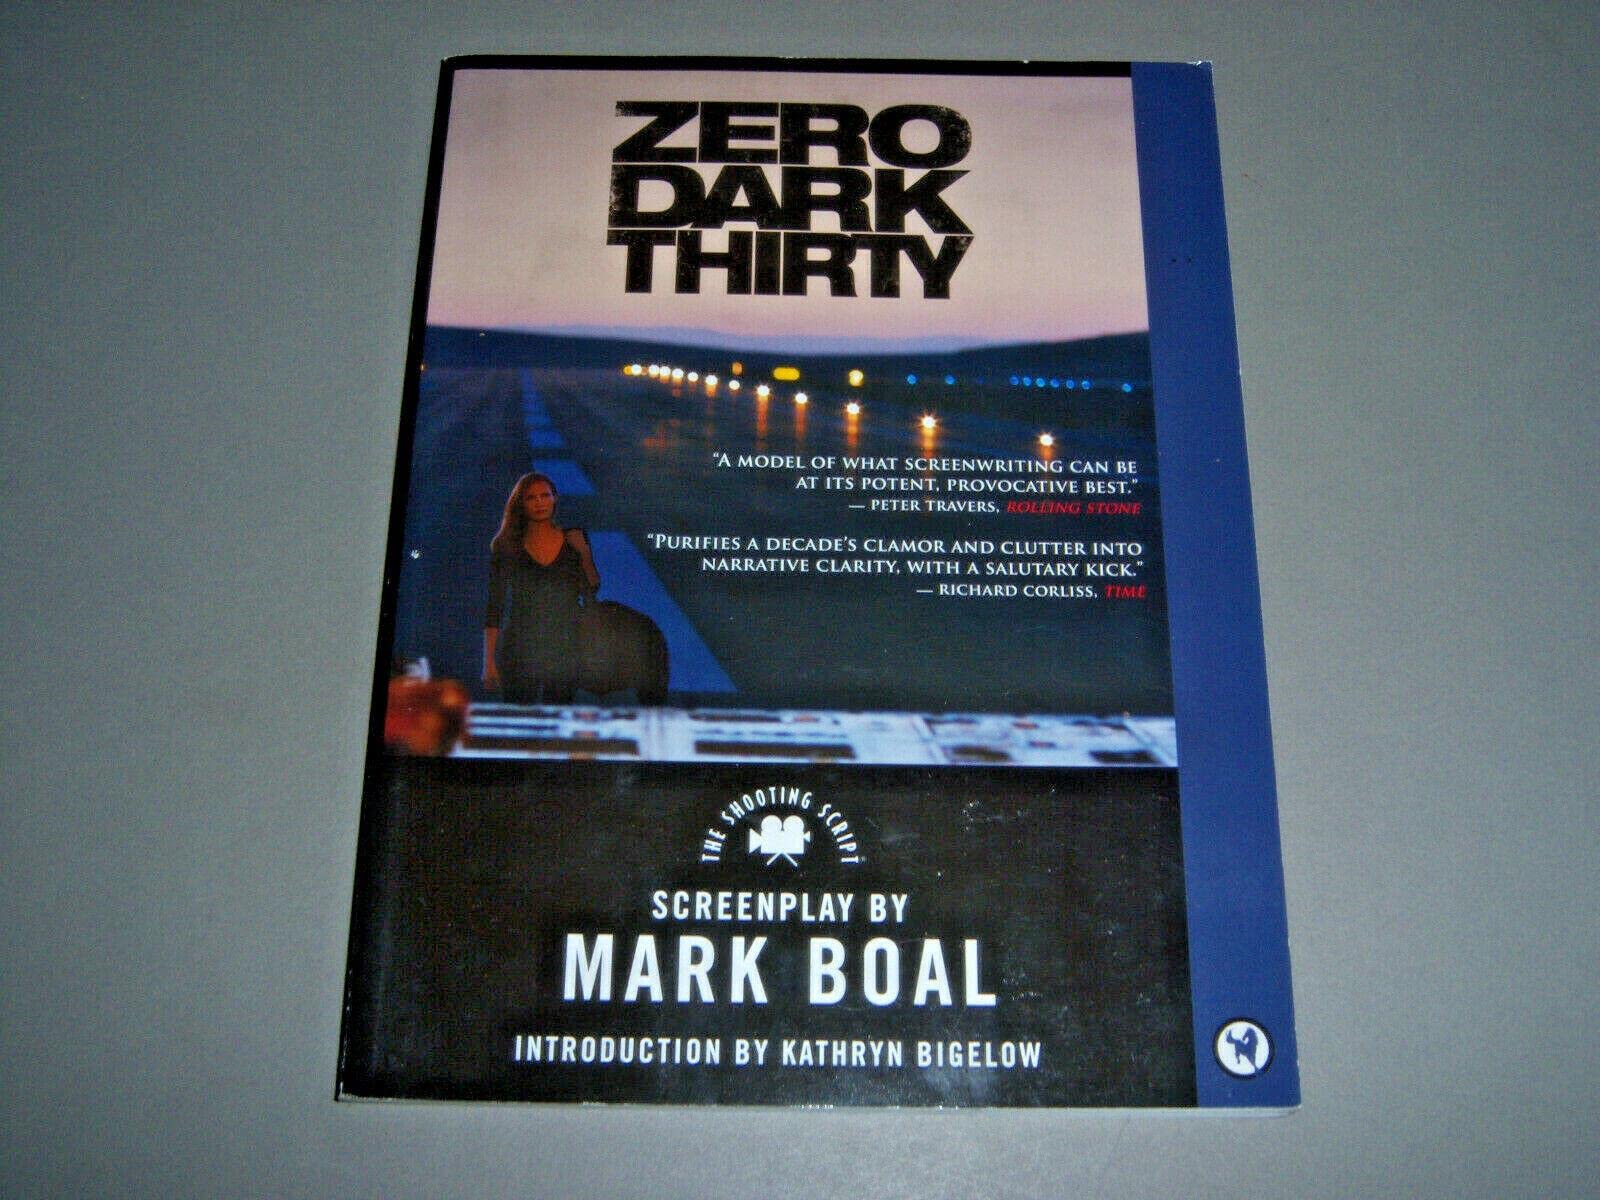 ZERO
DARK
THIRTY
“A MODEL OF WHAT SCREENWRITING CAN BE
AT ITS POTENT, PROVOCATIVE BEST.”
— PETER TRAVERS, ROLLING STONE
“PURIFIES A DECADE’S CLAMOR AND CLUTTER INTO
NARRATIVE CLARITY, WITH A SALUTARY KICK.”
— RICHARD CORLISS, TIME
THE SHOOTING SCRIPT®
SCREENPLAY BY
MARK BOAL
INTRODUCTION BY KATHRYN BIGELOW